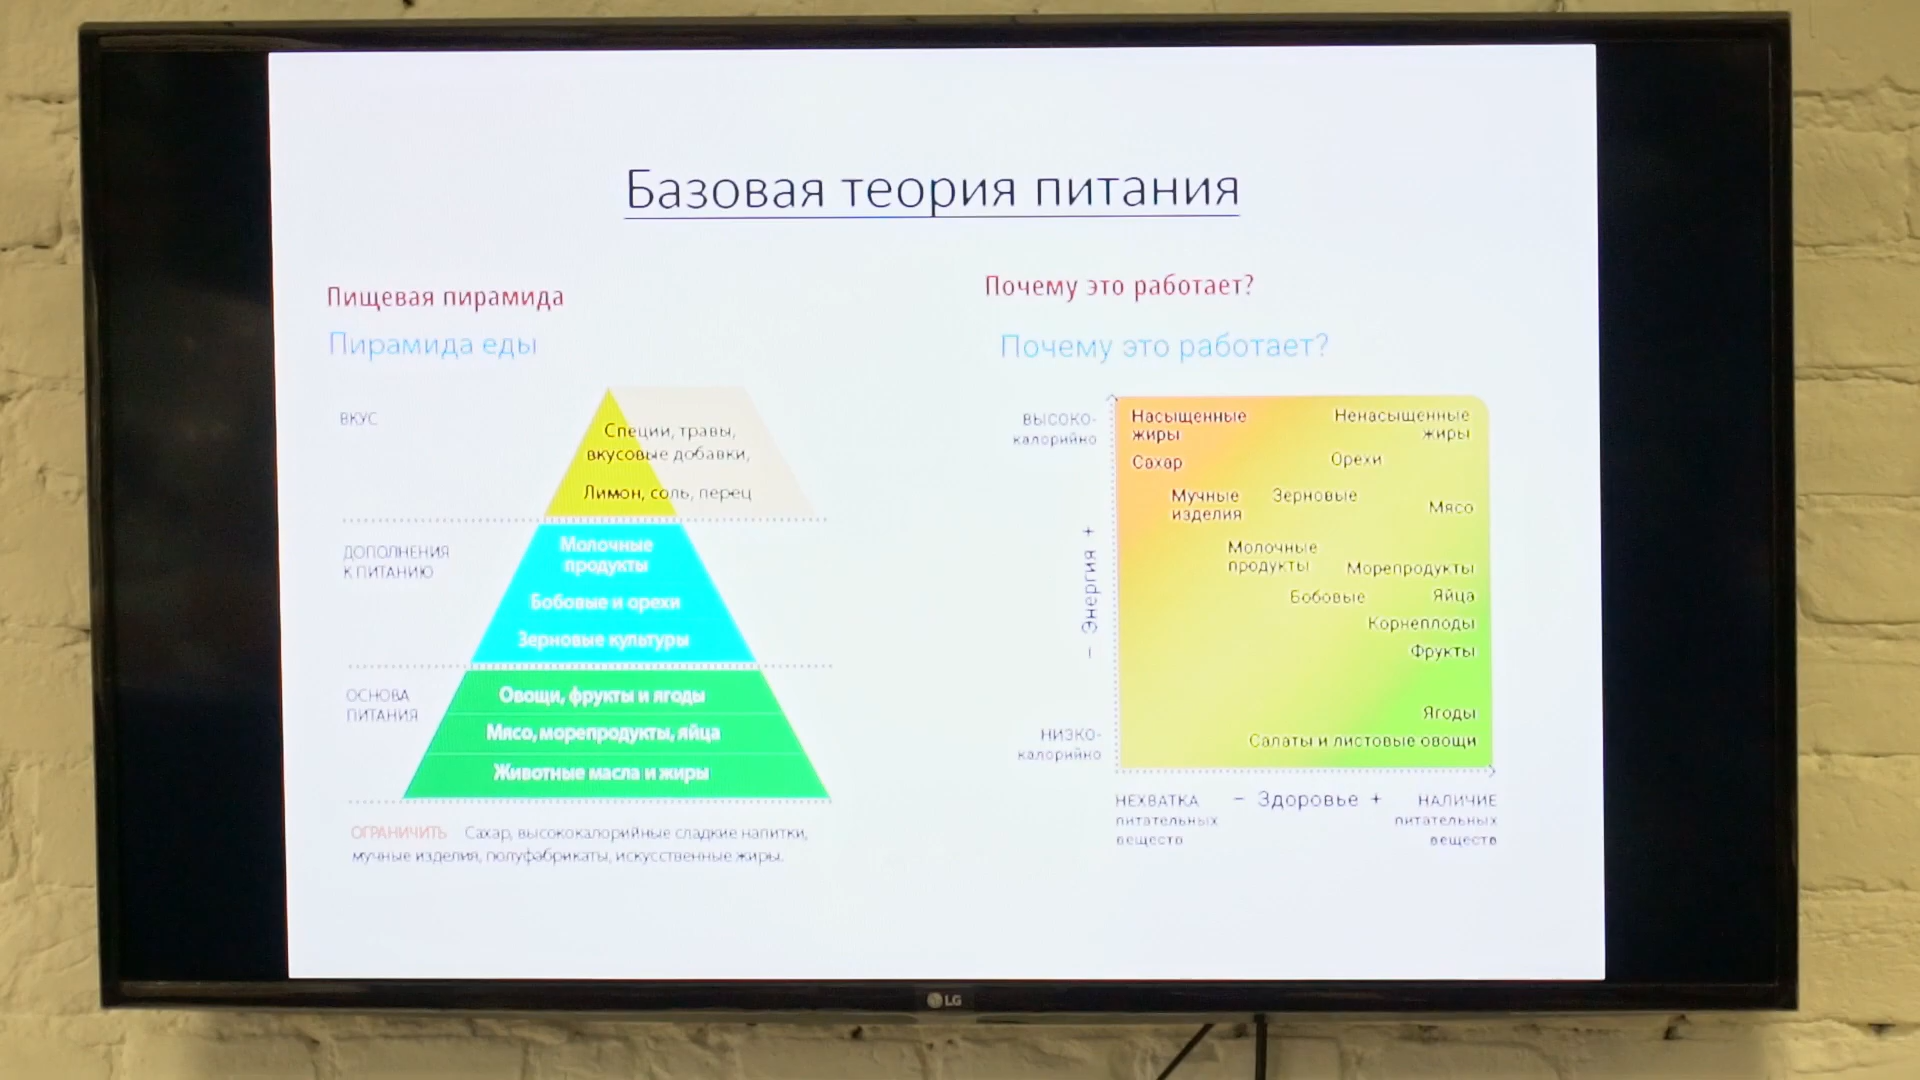 Базовая теория питания
Пищевая пирамида
Пирамида еды
ВКУС
Специи, травы,
вкусовые добавки,
Лимон, соль, перец
ДОПОЛНЕНИЯ
К ПИТАНИЮ
Молочные
продукты
Бобовые и орехи
Зерновые культуры
ОСНОВА
ПИТАНИЯ
Овощи, фрукты и ягоды
Мясо, морепродукты, яйца
Животные масла и жиры
ОГРАНИЧИТЬ Сахар, высококалорийные сладкие напитки,
мучные изделия, полуфабрикаты, искусственные жиры.
Почему это работает?
Почему это работает?
ВЫСОКО-
калорийно
Насыщенные
жиры
Ненасыщенные
жиры
Сахар
Орехи
Мучные
изделия
Зерновые
Мясо
Молочные
продукты
Морепродукты
Бобовые
Яйца
Корнеплоды
Фрукты
Ягоды
Салаты и листовые овощи
− Энергия +
НИЗКО-
калорийно
НЕХВАТКА
питательных
веществ
− Здоровье +
НАЛИЧИЕ
питательных
веществ
LG